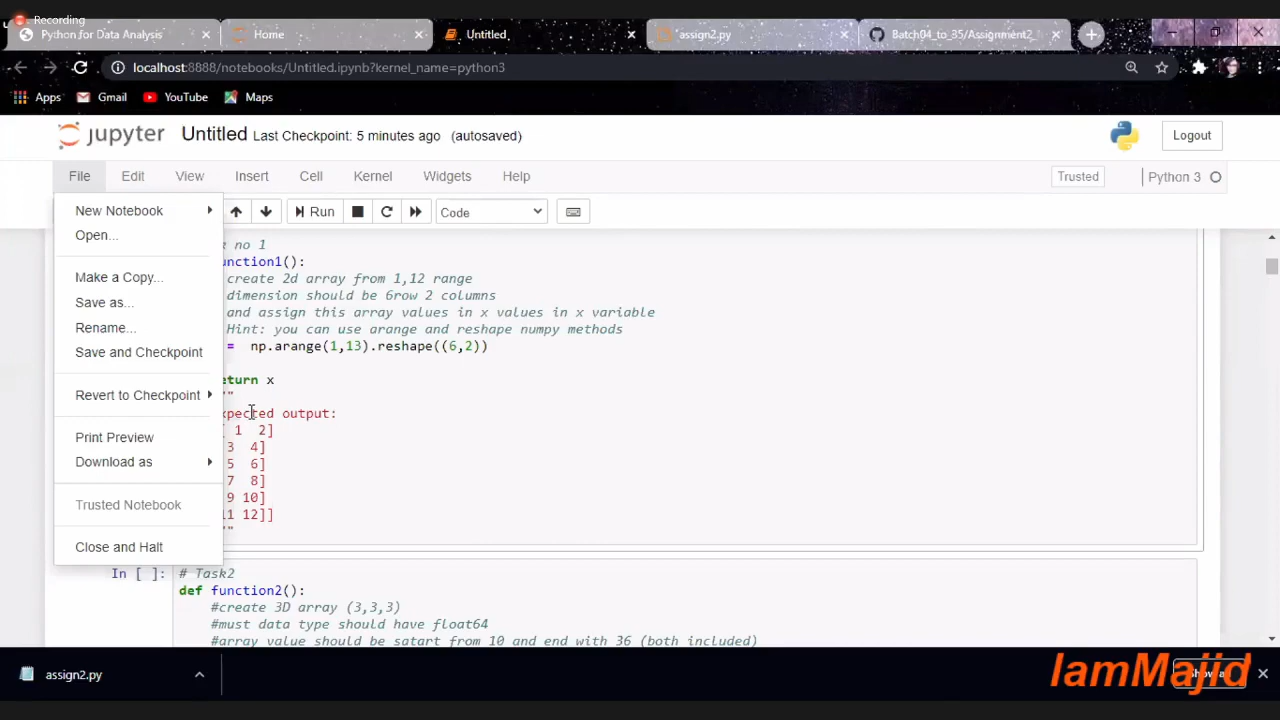 Recording
Python for Data Analysis
Home
Untitled
assign2.py
Batch04_to_35/Assignment2_
localhost:8888/notebooks/Untitled.ipynb?kernel_name=python3
Apps Gmail YouTube Maps
jupyter Untitled Last Checkpoint: 5 minutes ago (autosaved) Logout
File Edit View Insert Cell Kernel Widgets Help Trusted Python 3
New Notebook
Open...
Make a Copy...
Save as...
Rename...
Save and Checkpoint
Revert to Checkpoint
Print Preview
Download as
Trusted Notebook
Close and Halt
Run Code
no 1
unction1():
create 2d array from 1,12 range
dimension should be 6row 2 columns
and assign this array values in x values in x variable
Hint: you can use arange and reshape numpy methods
= np.arange(1,13).reshape((6,2))
eturn x
""
xpected output:
[ 1 2]
3 4]
5 6]
7 8]
9 10]
11 12]]
""
In [ ]: # Task2
def function2():
#create 3D array (3,3,3)
#must data type should have float64
#array value should be satart from 10 and end with 36 (both included)
assign2.py
IamMajid